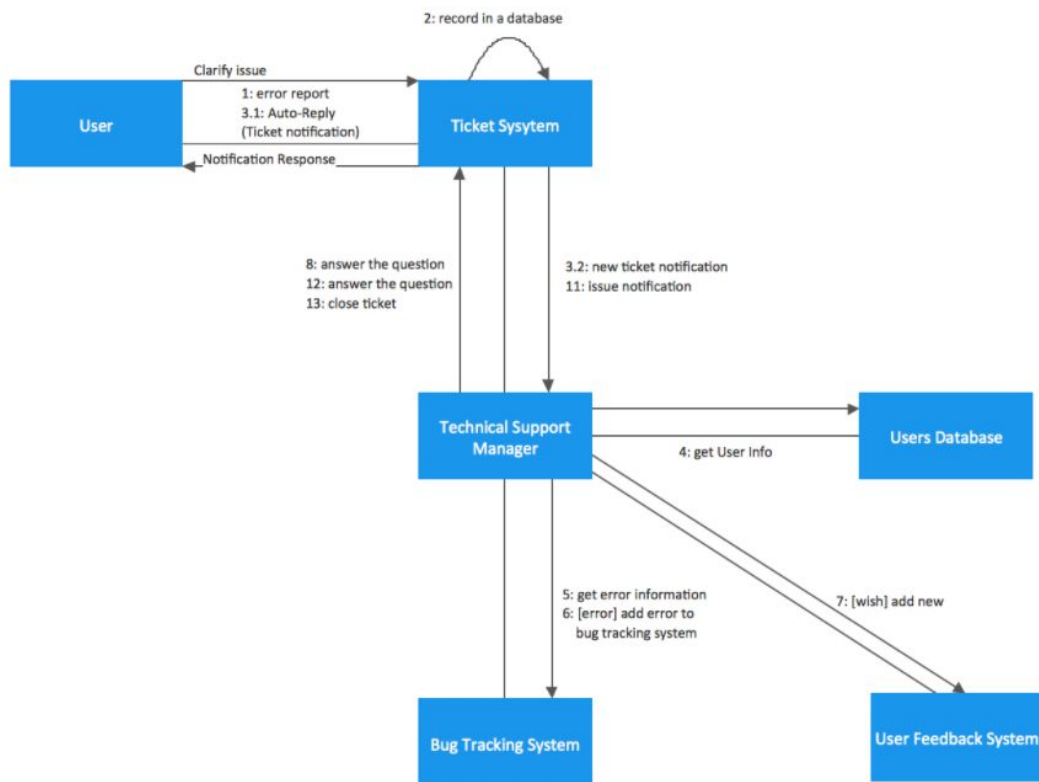 2: record in a database
Clarify issue
1: error report
3.1: Auto-Reply
(Ticket notification)
User
Ticket Sysytem
Notification Response
8: answer the question
12: answer the question
13: close ticket
3.2: new ticket notification
11: issue notification
Technical Support
Manager
Users Database
4: get User Info
5: get error information
6: [error] add error to
bug tracking system
7: [wish] add new
Bug Tracking System
User Feedback System